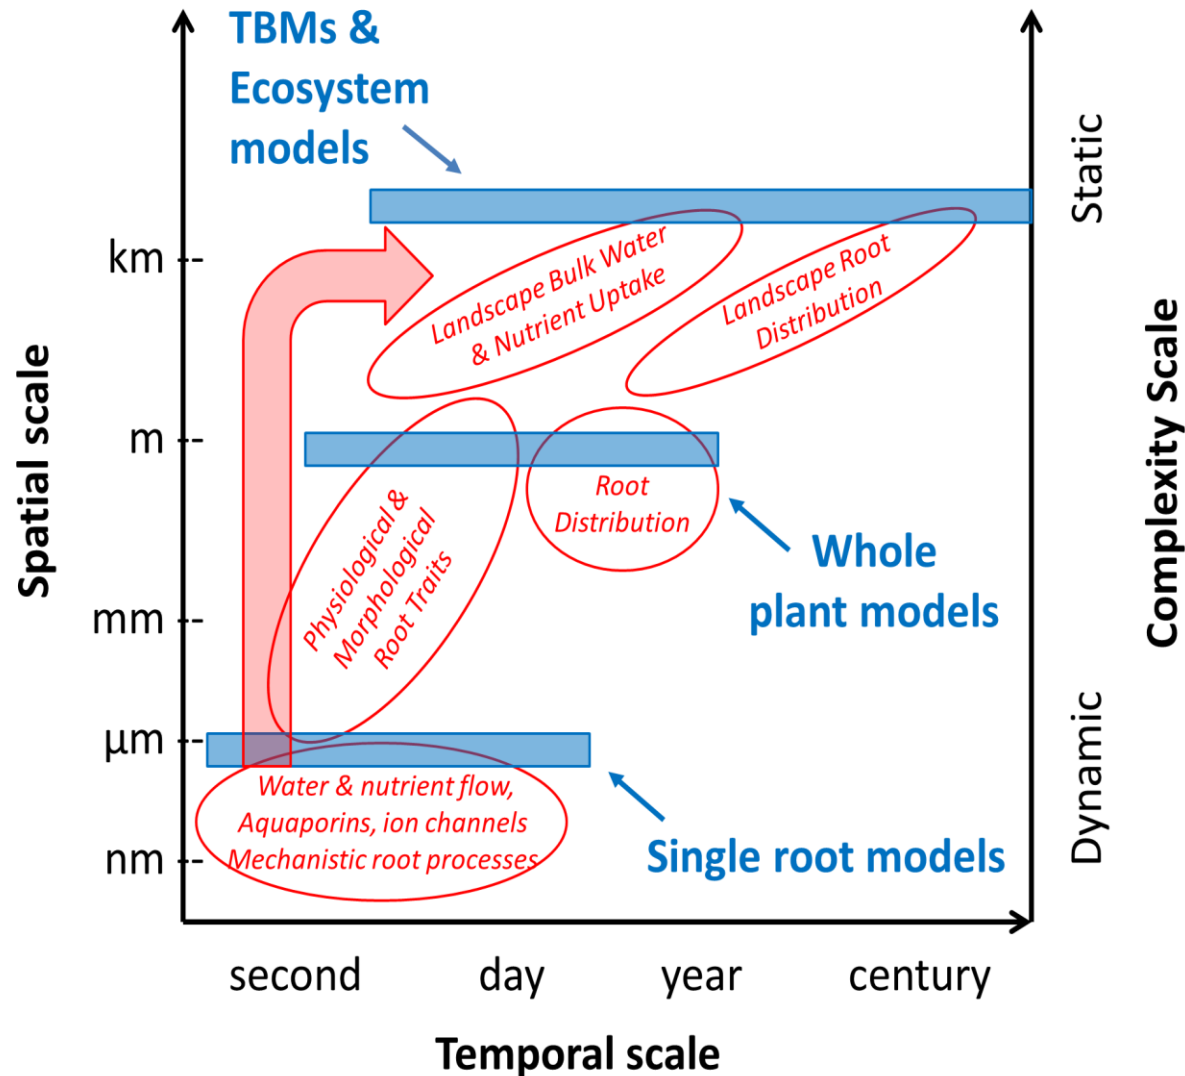 TBMs &
Ecosystem
models
Static
km
Landscape Bulk Water
& Nutrient Uptake
Landscape Root
Distribution
Spatial scale
Complexity Scale
m
Physiological &
Morphological
Root Traits
Root
Distribution
Whole
plant models
mm
µm
Dynamic
Water & nutrient flow,
Aquaporins, ion channels
Mechanistic root processes
Single root models
nm
second day year century
Temporal scale